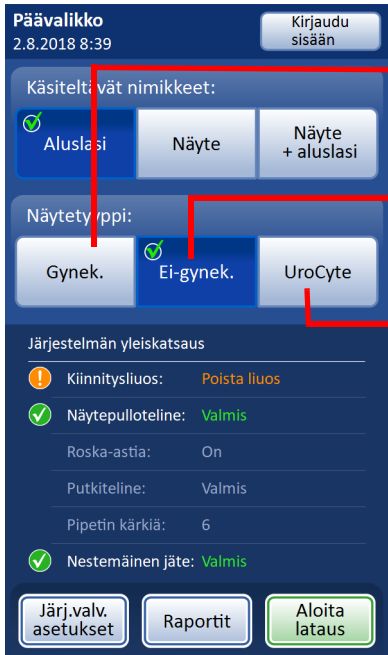 Päävalikko
2.8.2018 8:39
Kirjaudu
sisään
Käsiteltävät nimikkeet:
Aluslasi
Näyte
Näyte
+ aluslasi
Näytetyyppi:
Gynek.
Ei-gynek.
UroCyte
Järjestelmän yleiskatsaus
Kiinnitysliuos: Poista liuos
Näytepulloteline: Valmis
Roska-astia: On
Putkiteline: Valmis
Pipetin kärkiä: 6
Nestemäinen jäte: Valmis
Järj.valv.
asetukset
Raportit
Aloita
lataus